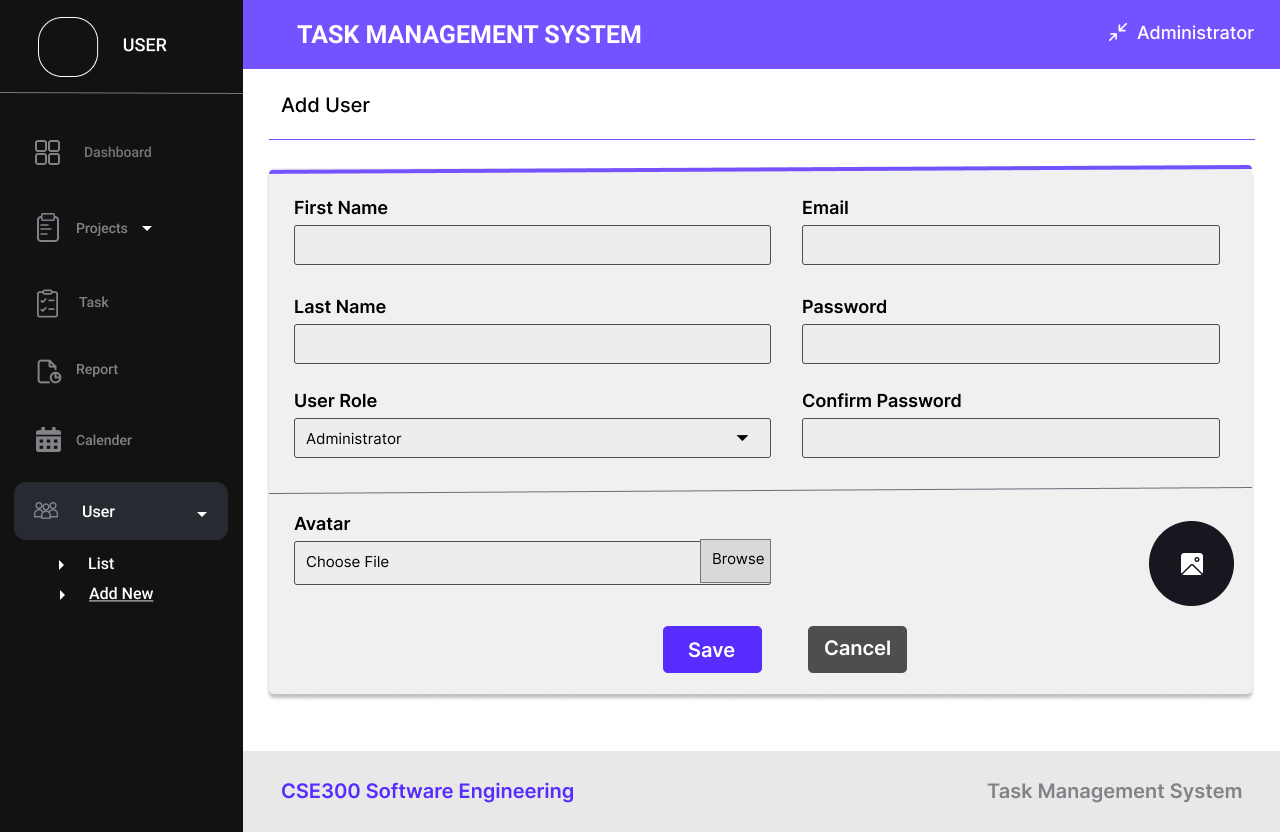 USER
TASK MANAGEMENT SYSTEM
Administrator
Add User
Dashboard
Projects
Task
Report
Calender
User
List
Add New
First Name
Email
Last Name
Password
User Role
Administrator
Confirm Password
Avatar
Choose File
Browse
Save
Cancel
CSE300 Software Engineering
Task Management System